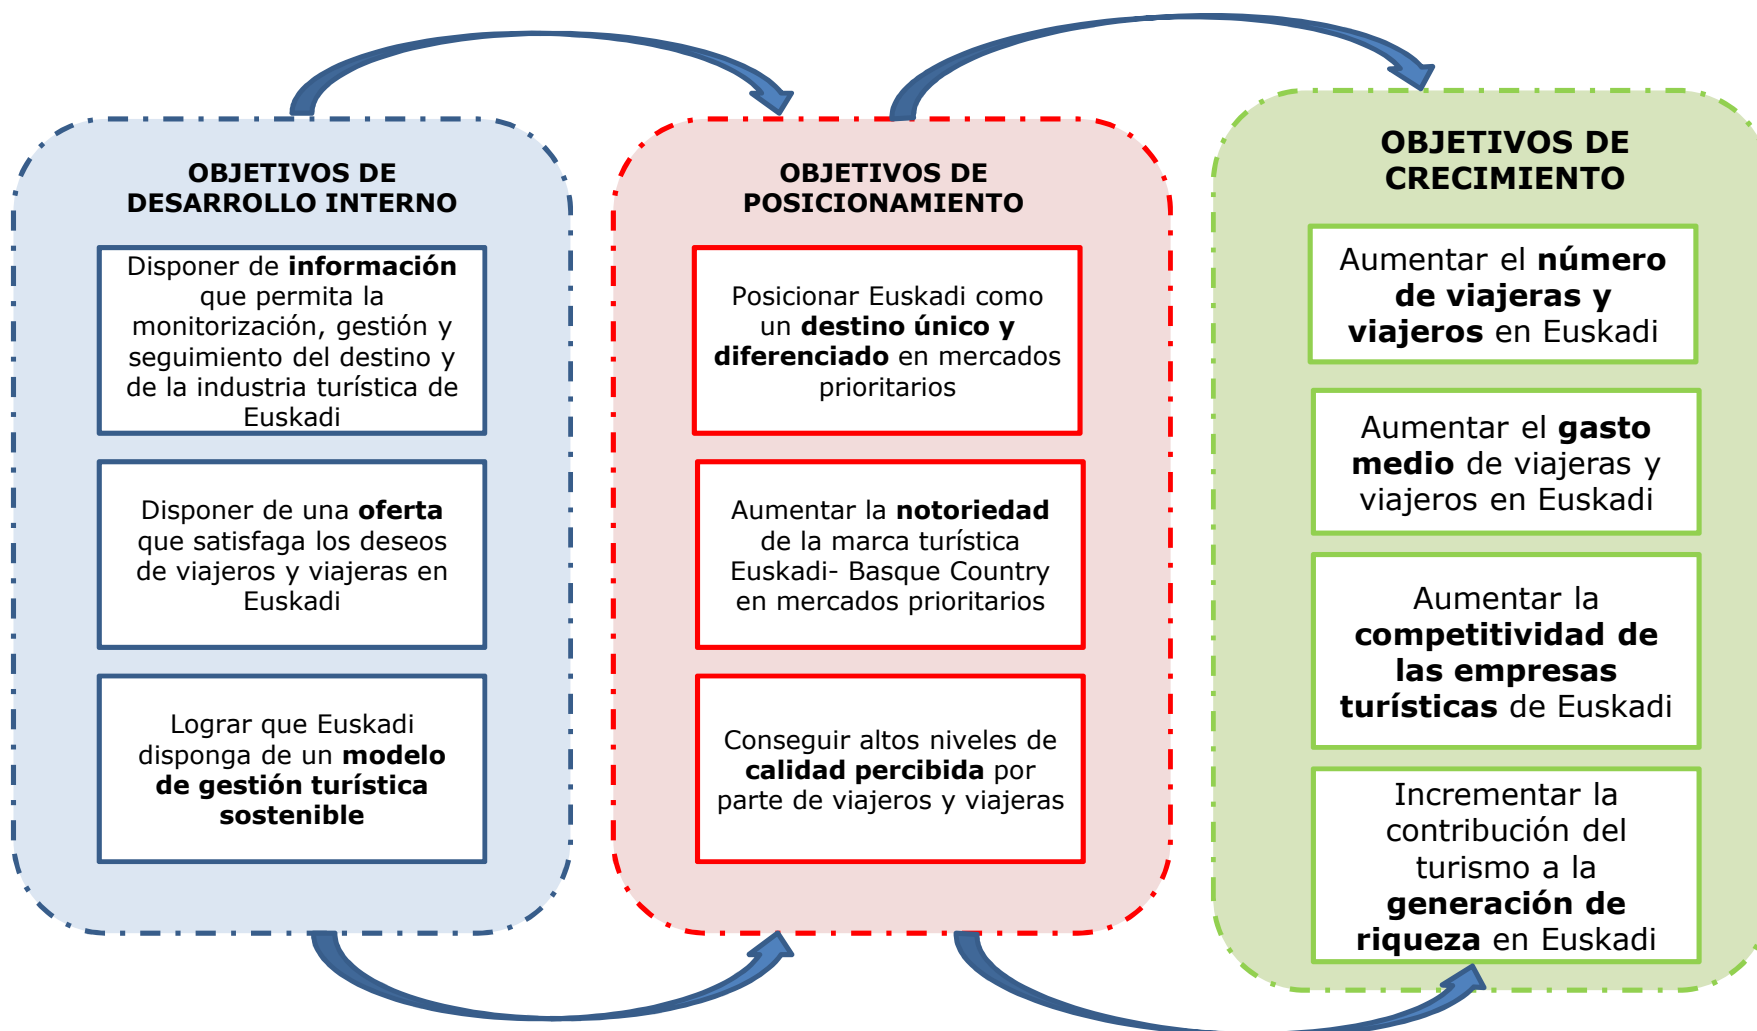 OBJETIVOS DE
DESARROLLO INTERNO
Disponer de información
que permita la
monitorización, gestión y
seguimiento del destino y
de la industria turística de
Euskadi
Disponer de una oferta
que satisfaga los deseos
de viajeros y viajeras en
Euskadi
Lograr que Euskadi
disponga de un modelo
de gestión turística
sostenible
OBJETIVOS DE
POSICIONAMIENTO
Posicionar Euskadi como
un destino único y
diferenciado en mercados
prioritarios
Aumentar la notoriedad
de la marca turística
Euskadi- Basque Country
en mercados prioritarios
Conseguir altos niveles de
calidad percibida por
parte de viajeros y viajeras
OBJETIVOS DE
CRECIMIENTO
Aumentar el número
de viajeras y
viajeros en Euskadi
Aumentar el gasto
medio de viajeras y
viajeros en Euskadi
Aumentar la
competitividad de
las empresas
turísticas de Euskadi
Incrementar la
contribución del
turismo a la
generación de
riqueza en Euskadi